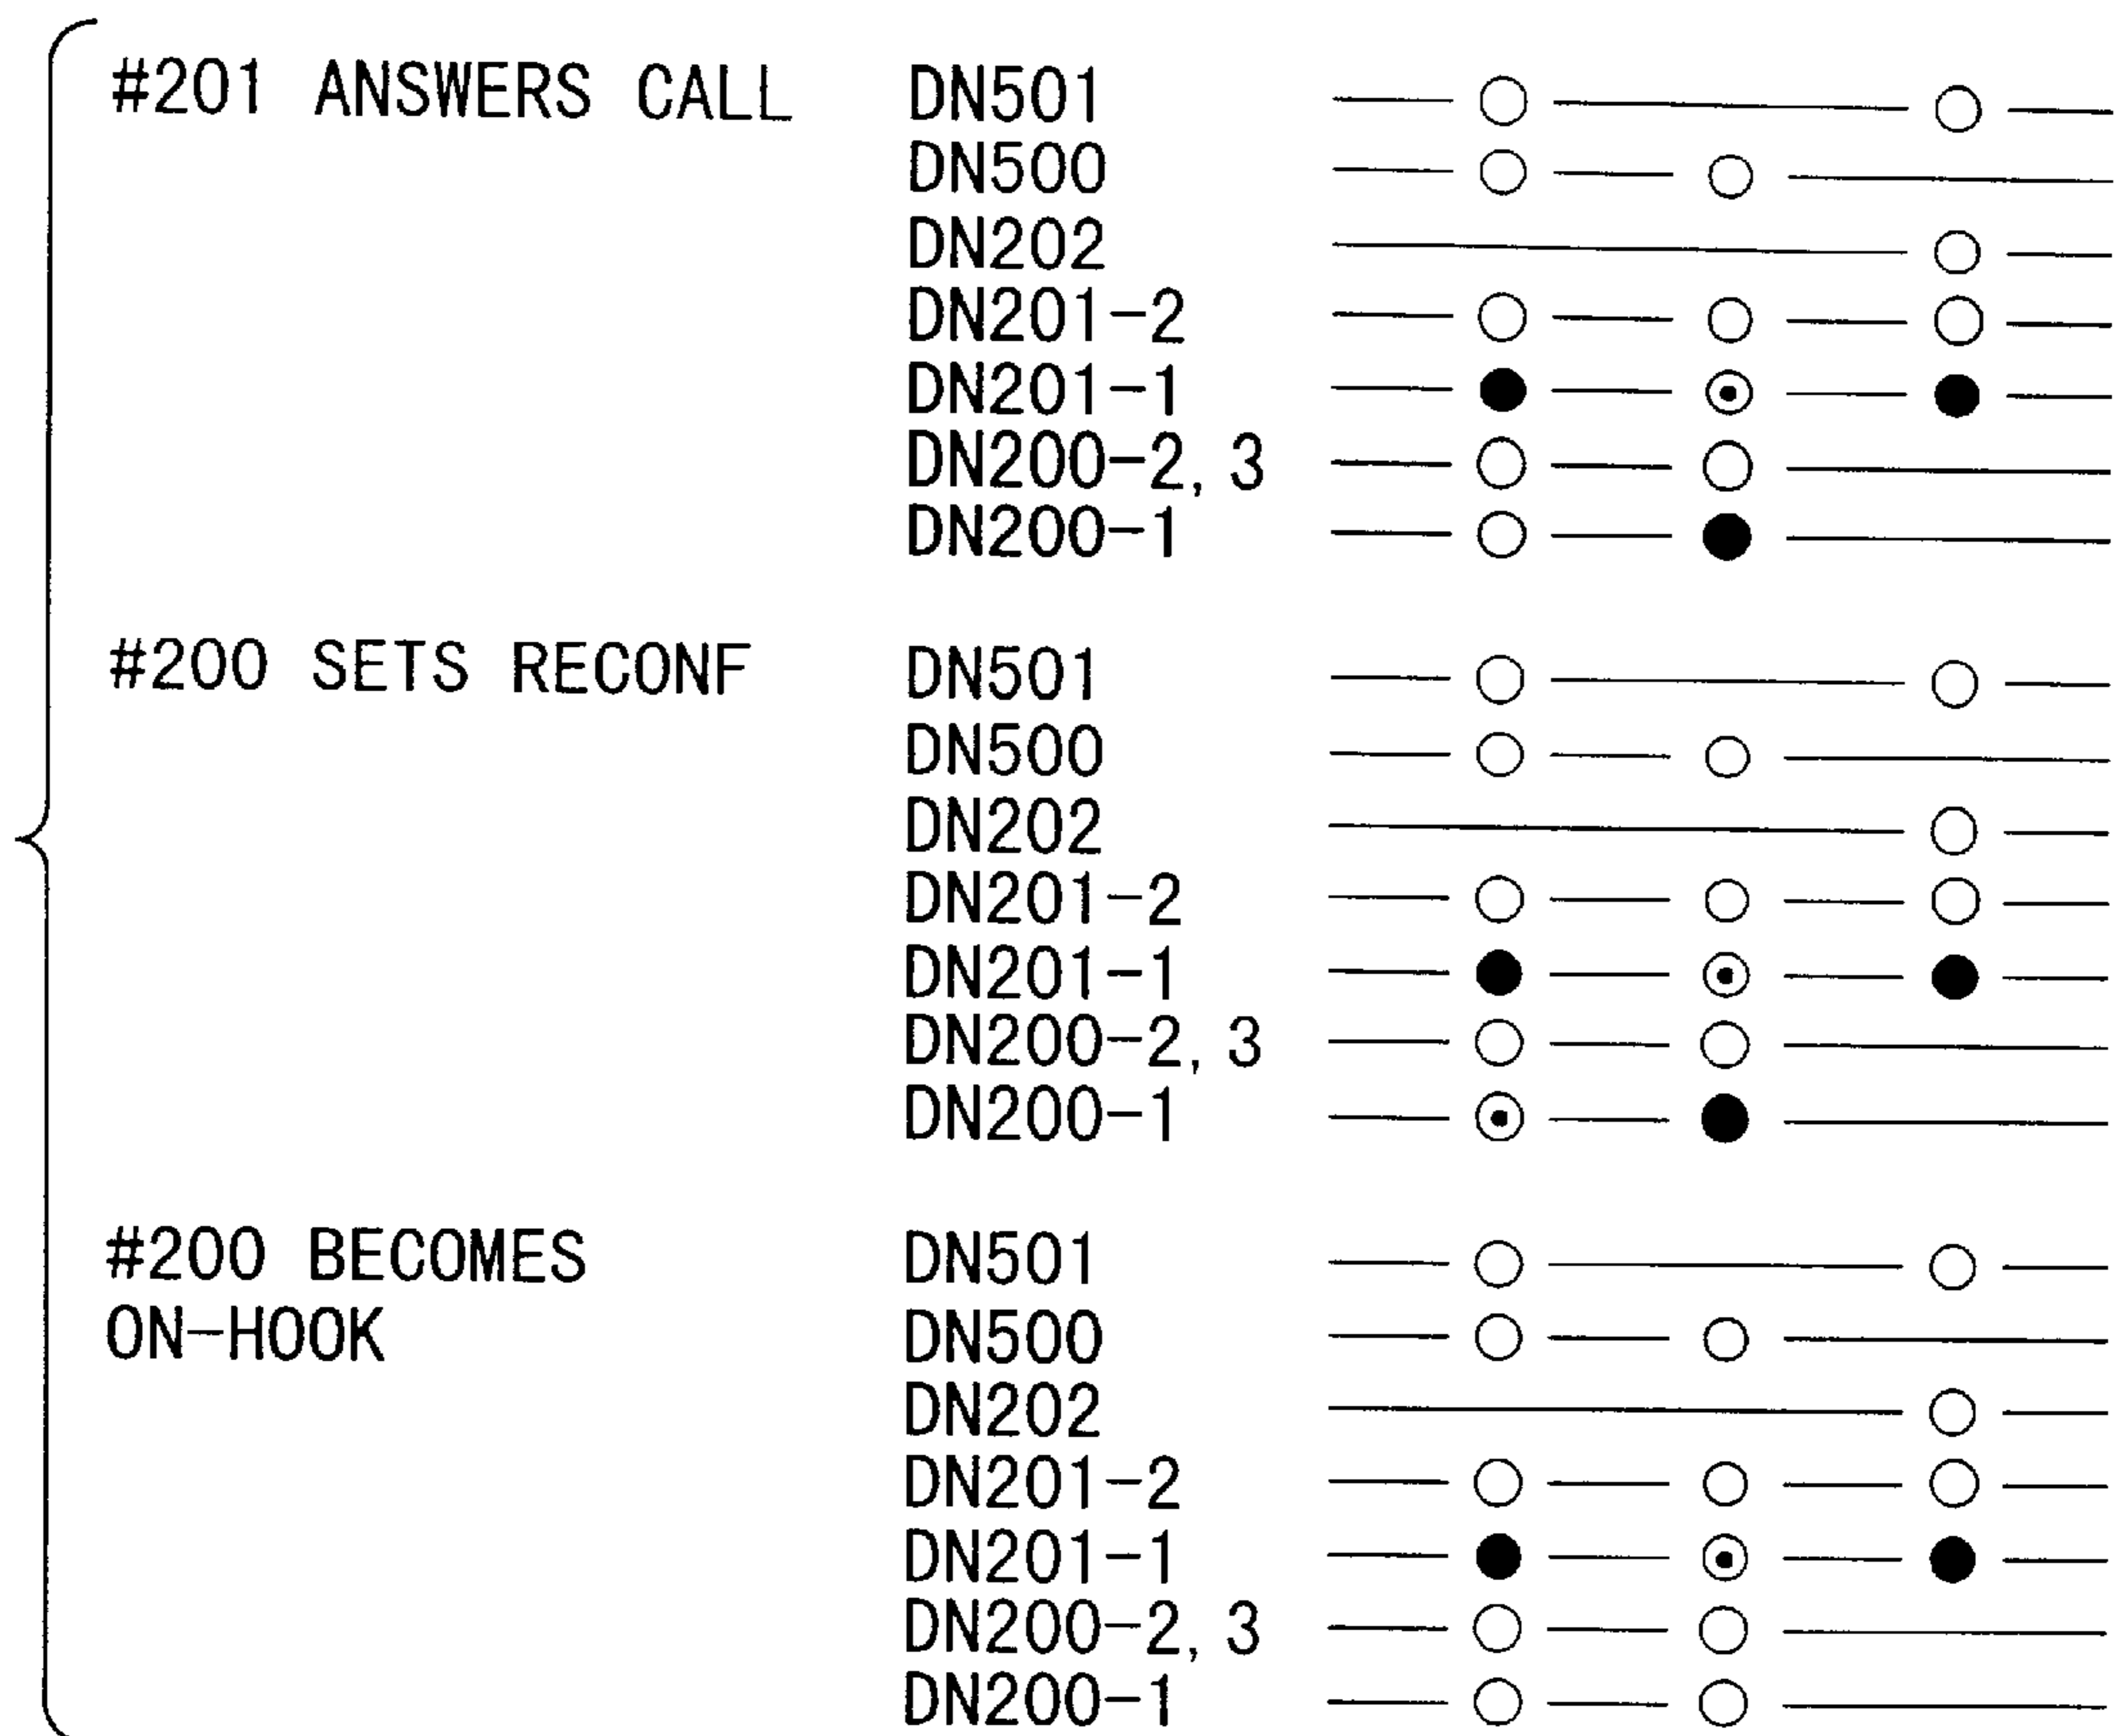 #201 ANSWERS CALL DN501
DN500
DN202
DN201-2
DN201-1
DN200-2, 3
DN200-1
#200 SETS RECONF DN501
DN500
DN202
DN201-2
DN201-1
DN200-2, 3
DN200-1
#200 BECOMES DN501
ON-HOOK DN500
DN202
DN201-2
DN201-1
DN200-2, 3
DN200-1